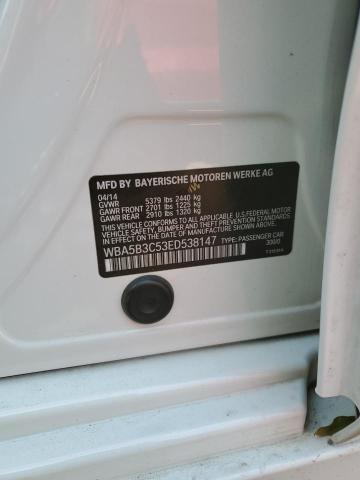 MFD BY BAYERISCHE MOTOREN WERKE AG
04/14
GVWR 5379 lbs 2440 kg
GAWR FRONT 2701 lbs 1225 kg
GAWR REAR 2910 lbs 1320 kg
THIS VEHICLE CONFORMS TO ALL APPLICABLE U.S. FEDERAL MOTOR
VEHICLE SAFETY, BUMPER, AND THEFT PREVENTION STANDARDS IN
EFFECT ON THE DATE OF MANUFACTURE SHOWN ABOVE.
WBA5B3C53ED538147 TYPE: PASSENGER CAR
300/0